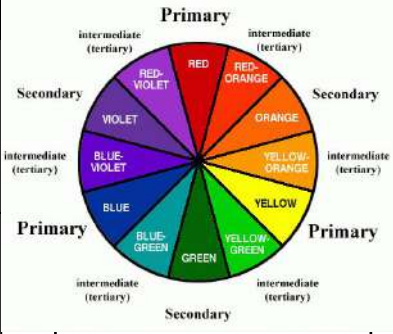 Primary
intermediate
(tertiary)
intermediate
(tertiary)
RED
RED-
VIOLET
RED-
ORANGE
Secondary
Secondary
VIOLET
ORANGE
intermediate
(tertiary)
BLUE-
VIOLET
YELLOW-
ORANGE
intermediate
(tertiary)
BLUE
YELLOW
Primary
Primary
BLUE-
GREEN
YELLOW-
GREEN
GREEN
intermediate
(tertiary)
intermediate
(tertiary)
Secondary